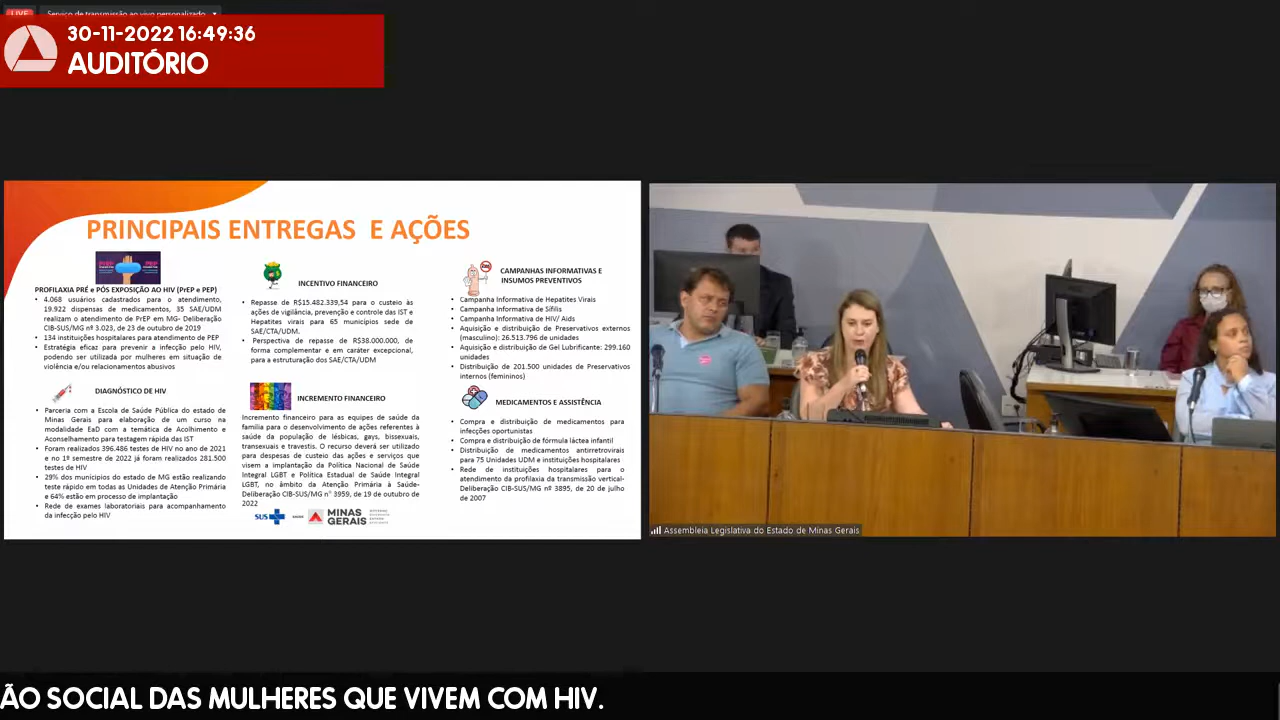 LIVE
Serviço de transmissão ao vivo personalizado
30-11-2022 16:49:36
AUDITÓRIO
PRINCIPAIS ENTREGAS E AÇÕES
PROFILAXIA PRÉ e PÓS EXPOSIÇÃO AO HIV (PrEP e PEP)
• 4.068 usuários cadastrados para o atendimento,
19.922 dispensas de medicamentos, 35 SAE/UDM
realizam o atendimento de PrEP em MG- Deliberação
CIB-SUS/MG nº 3.023, de 23 de outubro de 2019
• 134 instituições hospitalares para atendimento de PEP
• Estratégia eficaz para prevenir a infecção pelo HIV,
podendo ser utilizada por mulheres em situação de
violência e/ou relacionamentos abusivos
DIAGNÓSTICO DE HIV
• Parceria com a Escola de Saúde Pública do estado de
Minas Gerais para elaboração de um curso na
modalidade EaD com a temática de Acolhimento e
Aconselhamento para testagem rápida das IST
• Foram realizados 396.486 testes de HIV no ano de 2021
e no 1º semestre de 2022 já foram realizados 281.500
testes de HIV
• 29% dos municípios do estado de MG estão realizando
teste rápido em todas as Unidades de Atenção Primária
e 64% estão em processo de implantação
• Rede de exames laboratoriais para acompanhamento
da infecção pelo HIV
INCENTIVO FINANCEIRO
• Repasse de R$15.482.339,54 para o custeio às
ações de vigilância, prevenção e controle das IST e
Hepatites virais para 65 municípios sede de
SAE/CTA/UDM.
• Perspectiva de repasse de R$38.000.000, de
forma complementar e em caráter excepcional,
para a estruturação dos SAE/CTA/UDM
INCREMENTO FINANCEIRO
Incremento financeiro para as equipes de saúde da
família para o desenvolvimento de ações referentes à
saúde da população de lésbicas, gays, bissexuais,
transexuais e travestis. O recurso deverá ser utilizado
para despesas de custeio das ações e serviços que
visem a implantação da Política Nacional de Saúde
Integral LGBT e Política Estadual de Saúde Integral
LGBT, no âmbito da Atenção Primária à Saúde-
Deliberação CIB-SUS/MG n° 3959, de 19 de outubro de
2022
SUS
SAÚDE
MINAS
GERAIS
CAMPANHAS INFORMATIVAS E
INSUMOS PREVENTIVOS
• Campanha Informativa de Hepatites Virais
• Campanha Informativa de Sífilis
• Campanha Informativa de HIV/ Aids
• Aquisição e distribuição de Preservativos externos
(masculino): 26.513.796 de unidades
• Aquisição e distribuição de Gel Lubrificante: 299.160
unidades
• Distribuição de 201.500 unidades de Preservativos
internos (femininos)
MEDICAMENTOS E ASSISTÊNCIA
• Compra e distribuição de medicamentos para
infecções oportunistas
• Compra e distribuição de fórmula láctea infantil
• Distribuição de medicamentos antirretrovirais
para 75 Unidades UDM e instituições hospitalares
• Rede de instituições hospitalares para o
atendimento da profilaxia da transmissão vertical-
Deliberação CIB-SUS/MG nº 3895, de 20 de julho
de 2007
Assembleia Legislativa do Estado de Minas Gerais
ÃO SOCIAL DAS MULHERES QUE VIVEM COM HIV.